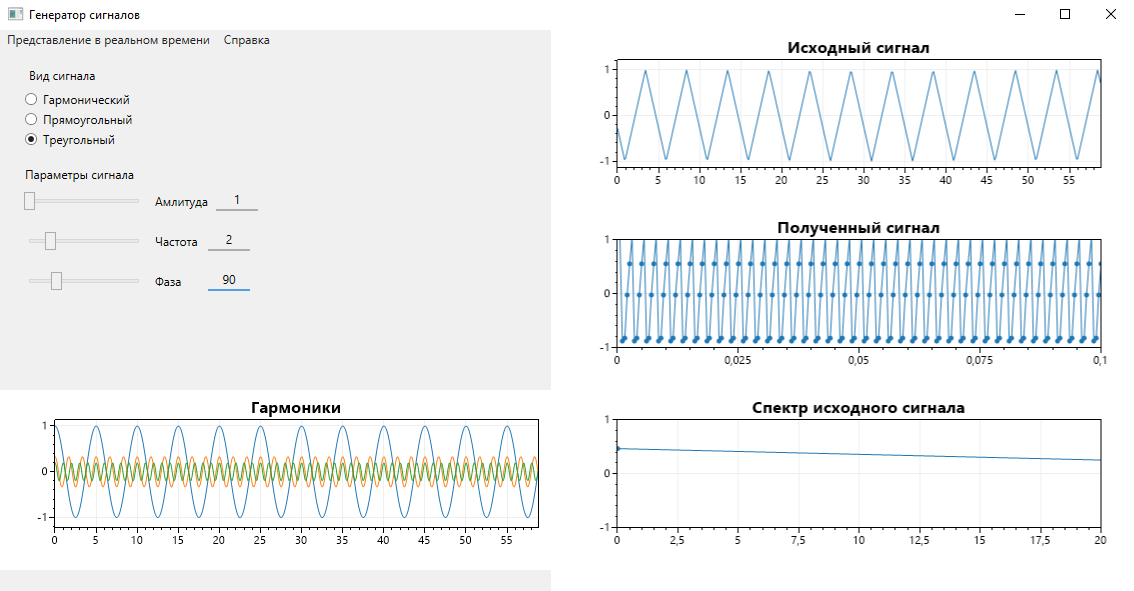 Генератор сигналов
Представление в реальном времени Справка
Вид сигнала
Гармонический
Прямоугольный
Треугольный
Параметры сигнала
Амлитуда 1
Частота 2
Фаза 90
Гармоники
1
0
-1
0 5 10 15 20 25 30 35 40 45 50 55
Исходный сигнал
1
0
-1
0 5 10 15 20 25 30 35 40 45 50 55
Полученный сигнал
1
0
-1
0 0,025 0,05 0,075 0,1
Спектр исходного сигнала
1
0
-1
0 2,5 5 7,5 10 12,5 15 17,5 20